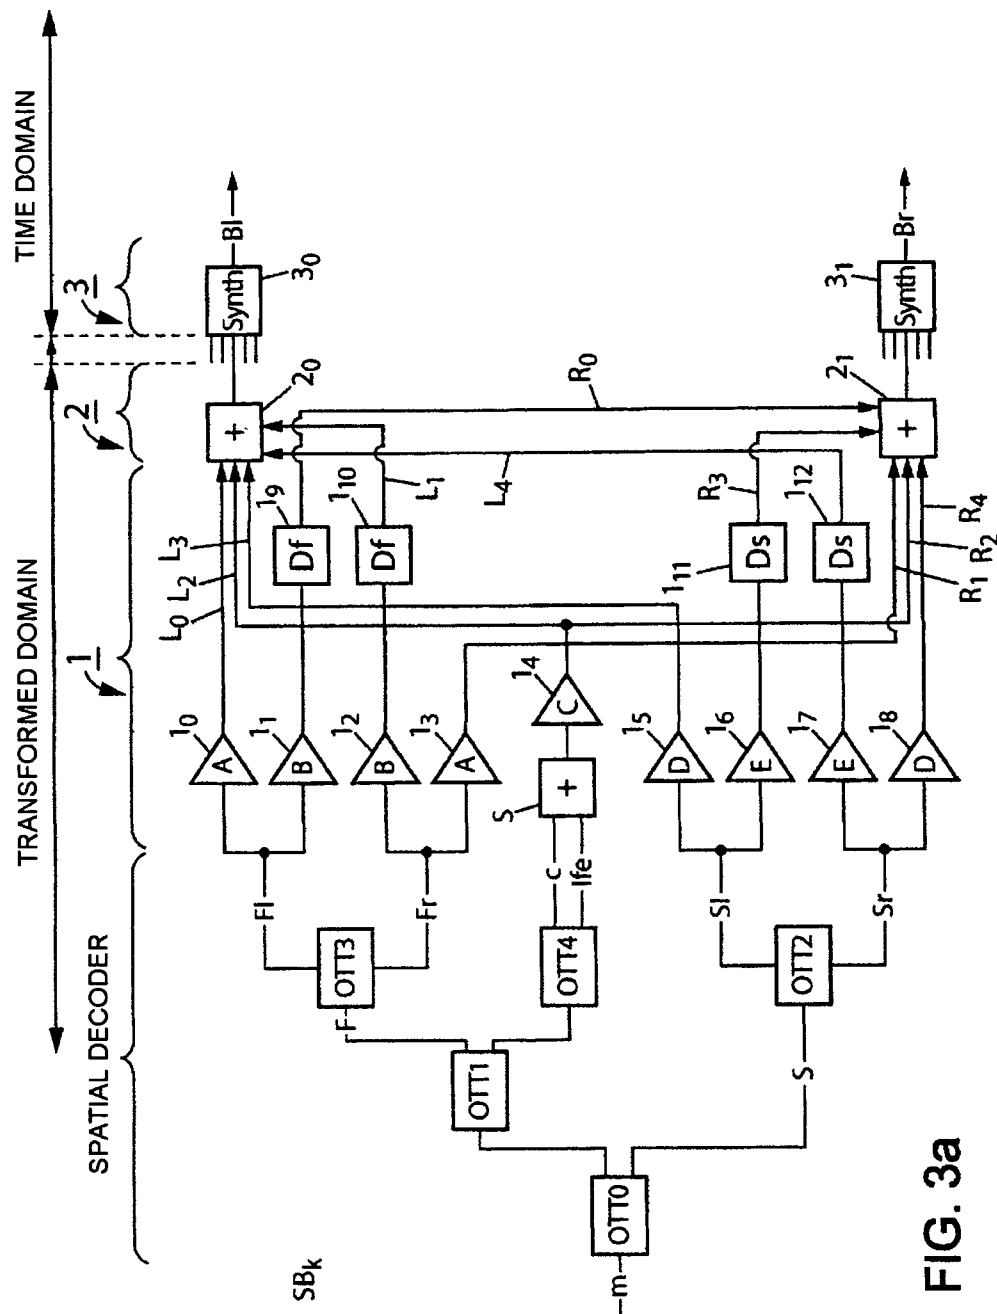 TIME DOMAIN
TRANSFORMED DOMAIN
SPATIAL DECODER
1
2
3
SBk
m
OTT0
OTT1
F
S
OTT3
OTT4
OTT2
Fl
Fr
c
lfe
Sl
Sr
S
+
A
10
B
11
B
12
A
13
C
14
D
15
E
16
E
17
D
18
Df
19
Df
110
Ds
111
Ds
112
L0
L2
L3
L1
L4
R3
R0
R1
R2
R4
+
20
+
21
Synth
30
Synth
31
Bl
Br
FIG. 3a